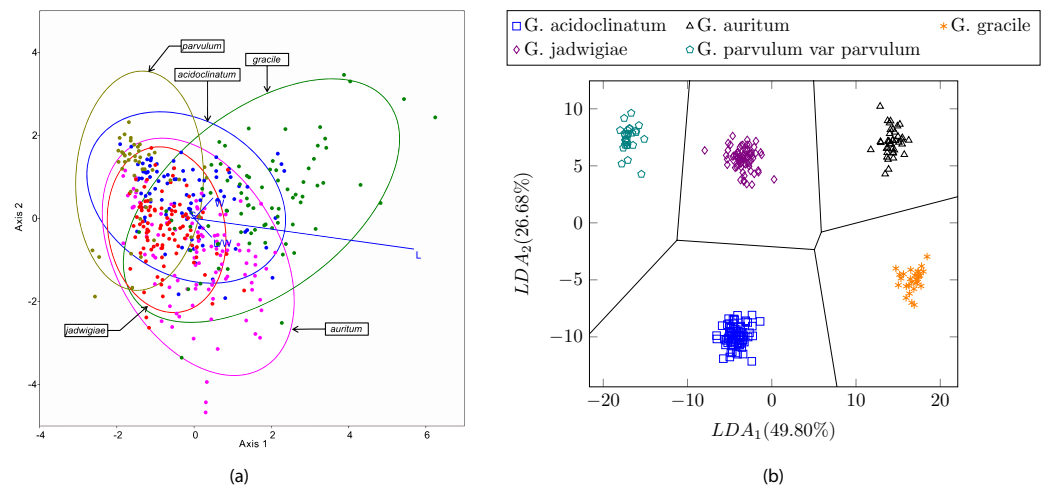 4
2
0
-2
-4
-4
-2
0
2
4
6
Axis 2
Axis 1
parvulum
acidoclinatum
gracile
jadwigiae
auritum
L
(a)
G. acidoclinatum
G. auritum
G. gracile
G. jadwigiae
G. parvulum var parvulum
10
5
0
−5
−10
−20
−10
0
10
20
LDA2(26.68%)
LDA1(49.80%)
(b)